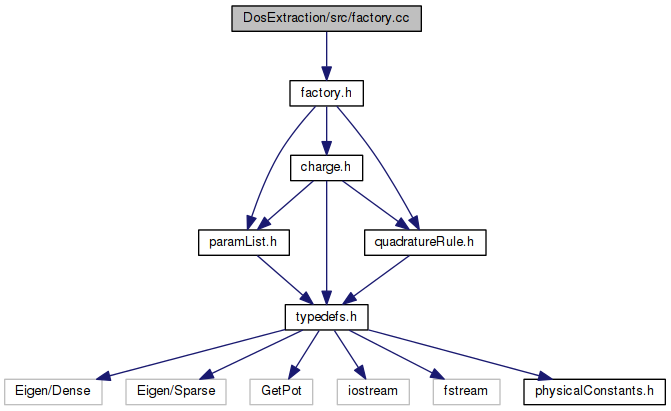 DosExtraction/src/factory.cc
factory.h
charge.h
paramList.h
quadratureRule.h
typedefs.h
Eigen/Dense
Eigen/Sparse
GetPot
iostream
fstream
physicalConstants.h